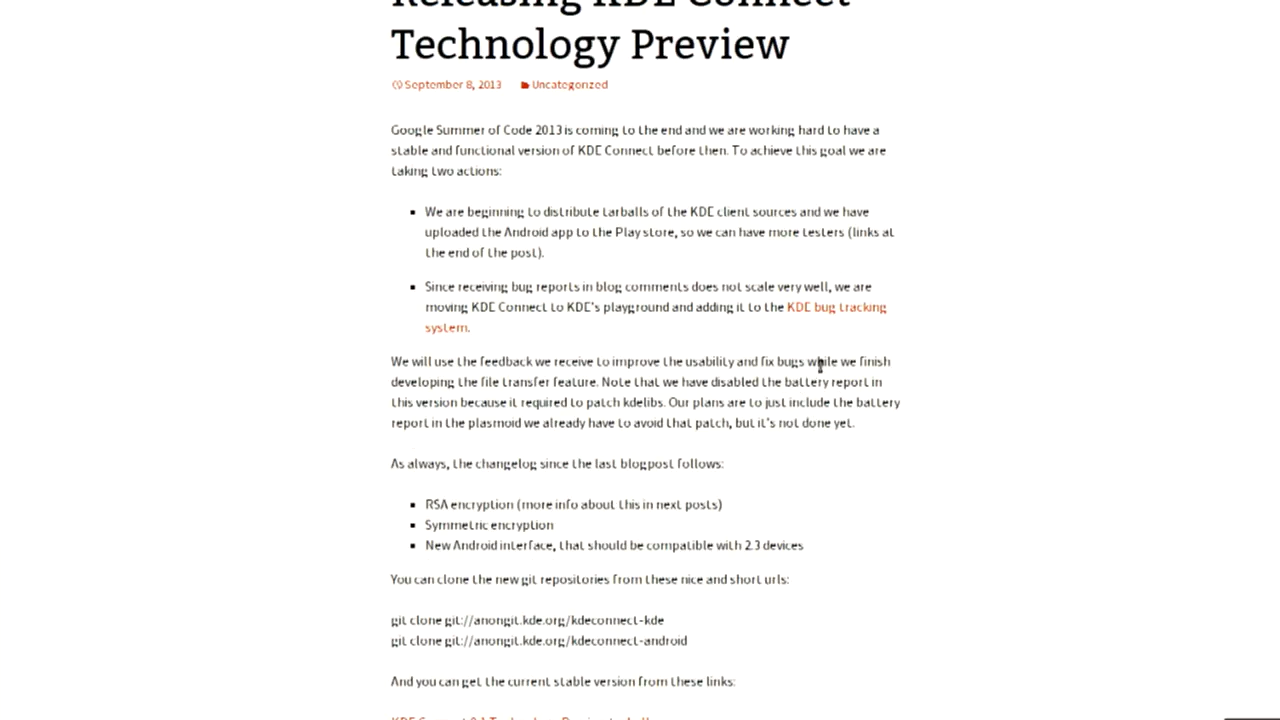 Releasing KDE Connect
Technology Preview
September 8, 2013 Uncategorized
Google Summer of Code 2013 is coming to the end and we are working hard to have a
stable and functional version of KDE Connect before then. To achieve this goal we are
taking two actions:
We are beginning to distribute tarballs of the KDE client sources and we have
uploaded the Android app to the Play store, so we can have more testers (links at
the end of the post).
Since receiving bug reports in blog comments does not scale very well, we are
moving KDE Connect to KDE's playground and adding it to the KDE bug tracking
system.
We will use the feedback we receive to improve the usability and fix bugs while we finish
developing the file transfer feature. Note that we have disabled the battery report in
this version because it required to patch kdelibs. Our plans are to just include the battery
report in the plasmoid we already have to avoid that patch, but it's not done yet.
As always, the changelog since the last blogpost follows:
RSA encryption (more info about this in next posts)
Symmetric encryption
New Android interface, that should be compatible with 2.3 devices
You can clone the new git repositories from these nice and short urls:
git clone git://anongit.kde.org/kdeconnect-kde
git clone git://anongit.kde.org/kdeconnect-android
And you can get the current stable version from these links: